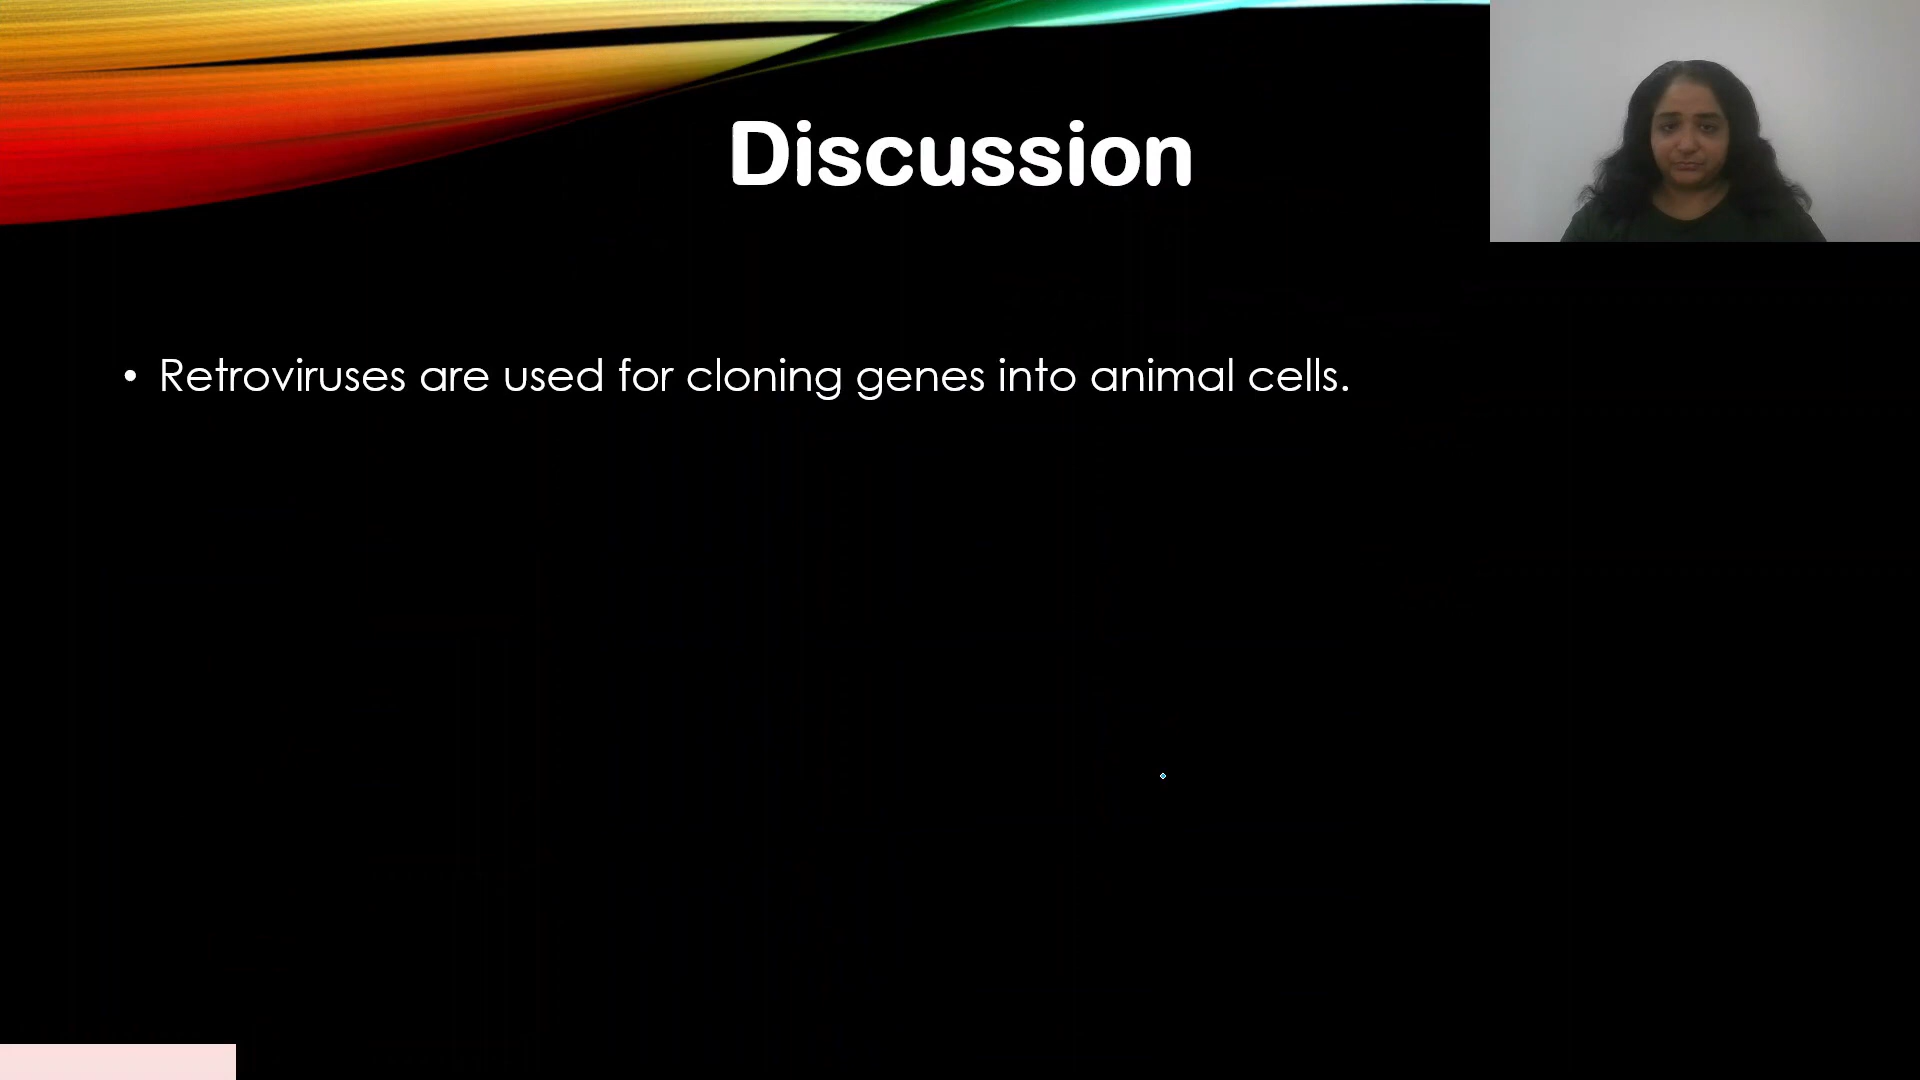 Discussion
• Retroviruses are used for cloning genes into animal cells.